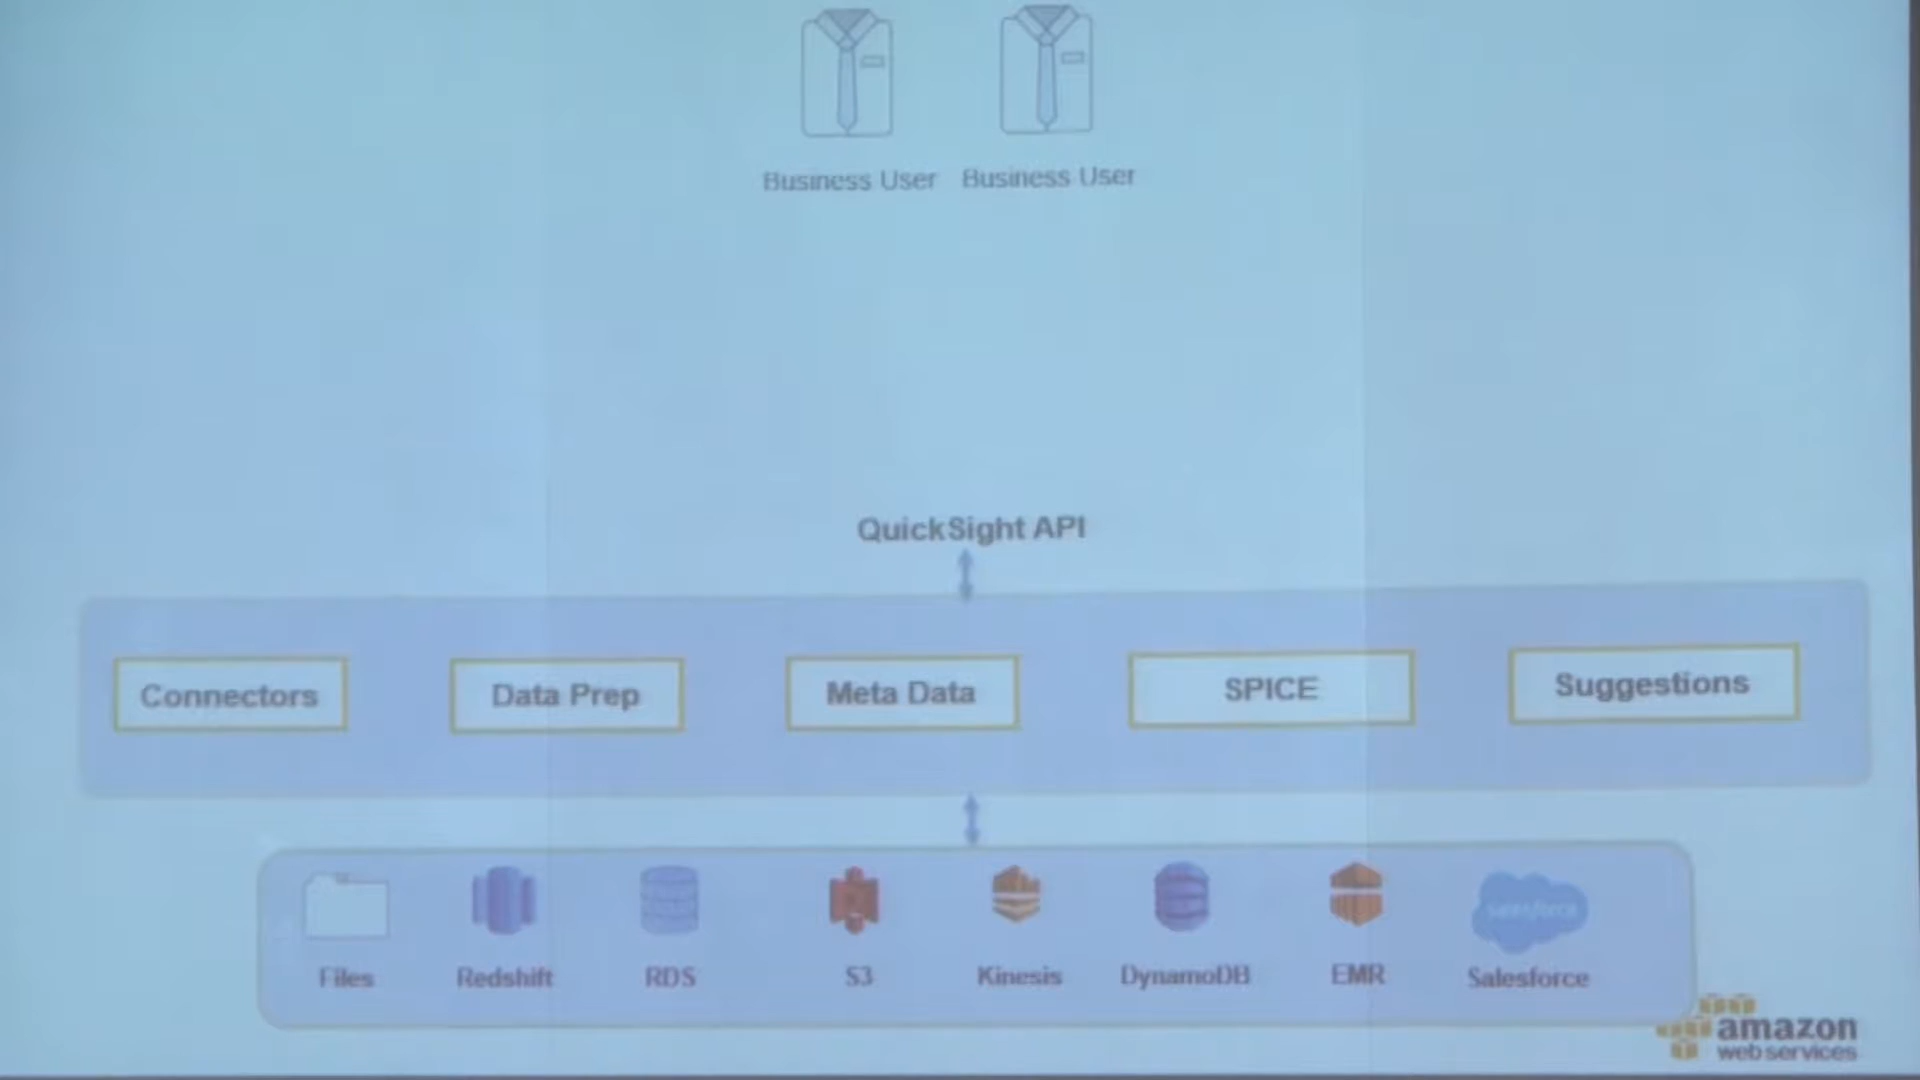 Business User Business User
QuickSight API
Connectors Data Prep Meta Data SPICE Suggestions
salesforce
Files Redshift RDS S3 Kinesis DynamoDB EMR Salesforce
amazon
web services